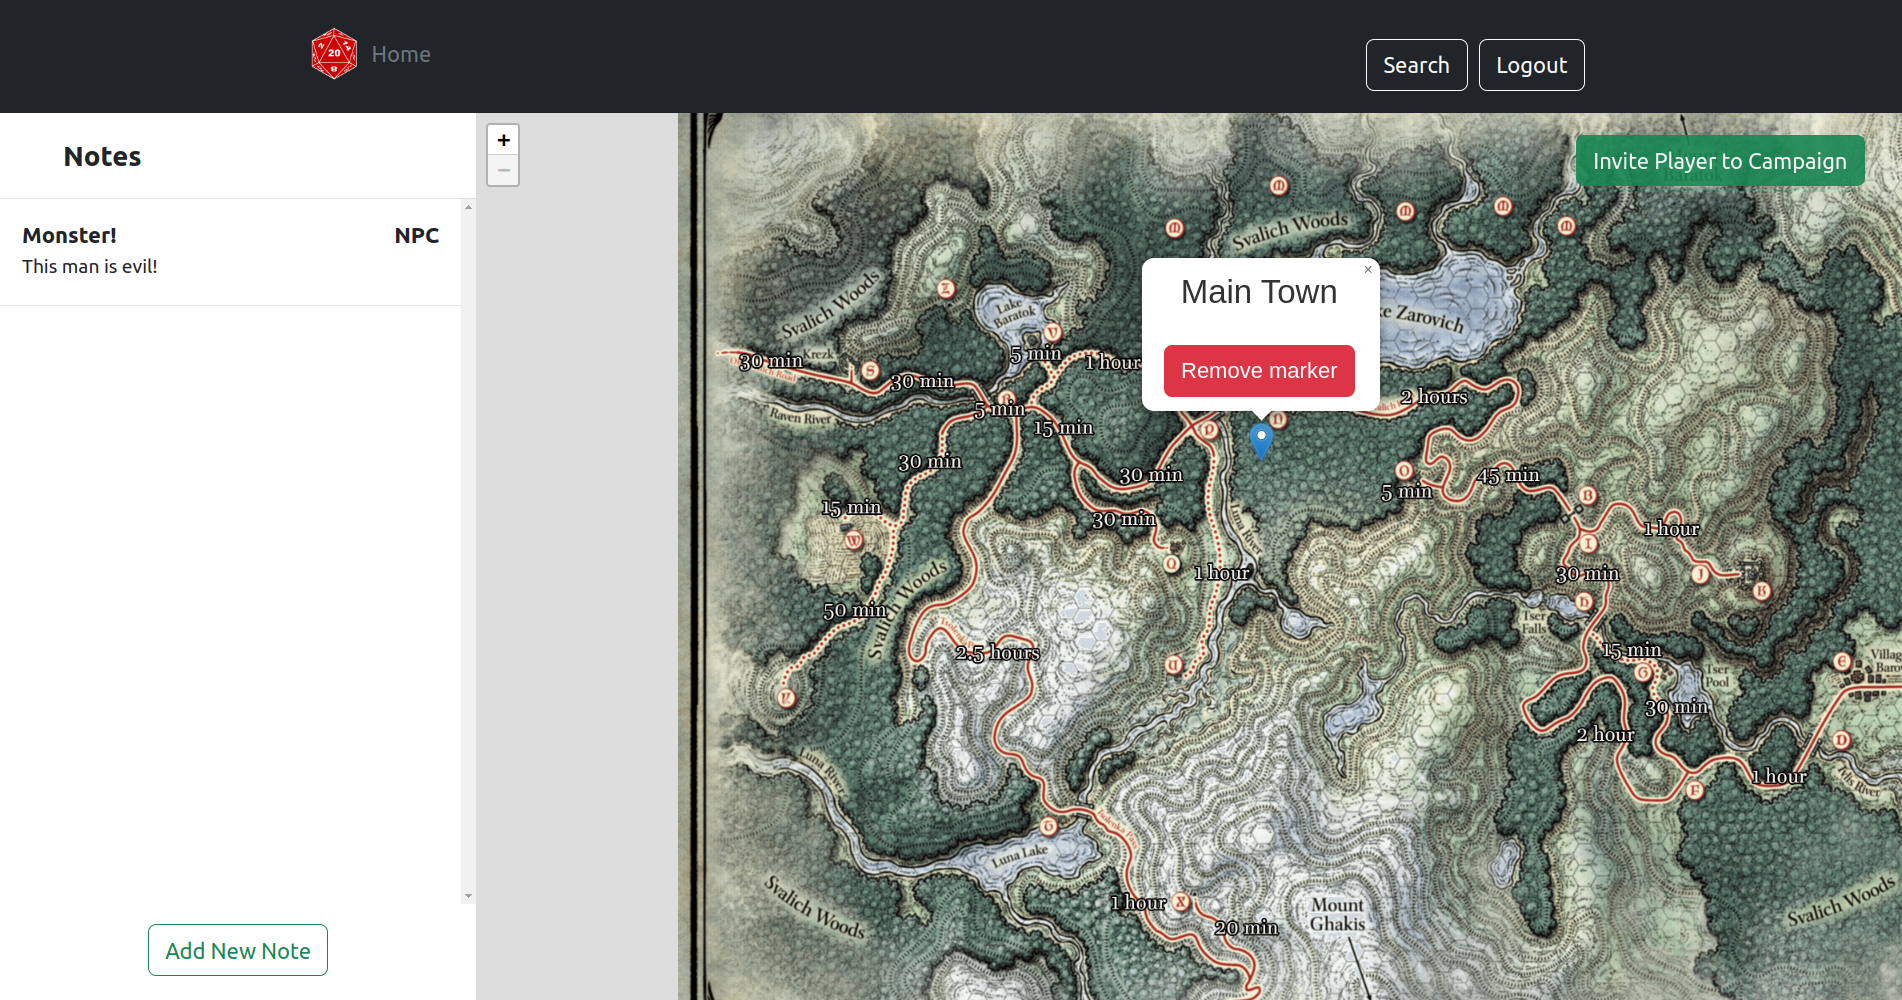 20
Home
Search
Logout
Notes
Monster!
NPC
This man is evil!
Add New Note
+
−
Invite Player to Campaign
×
Main Town
Remove marker
Svalich Woods
M
M
M
M
M
Svalich Woods
Z
Lake
Baratok
V
Zarovich
30 min
Krezk
S
30 min
5 min
1 hour
2 hours
Raven River
5 min
15 min
P
N
30 min
30 min
O
5 min
45 min
B
15 min
W
30 min
Q
1 hour
I
1 hour
30 min
J
K
50 min
Svalich Woods
H
Tser
Falls
2.5 hours
U
15 min
G
Tser
Pool
E
Villag
Barov
30 min
2 hour
D
Luna River
1 hour
F
Luna Lake
Svalich Woods
1 hour
X
20 min
Mount
Ghakis
Svalich Woods